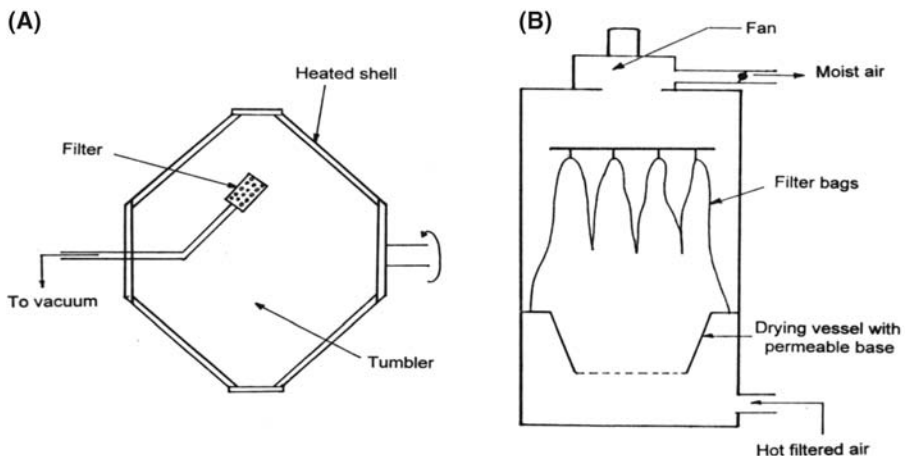 (A)
Heated shell
Filter
To vacuum
Tumbler
(B)
Fan
Moist air
Filter bags
Drying vessel with
permeable base
Hot filtered air